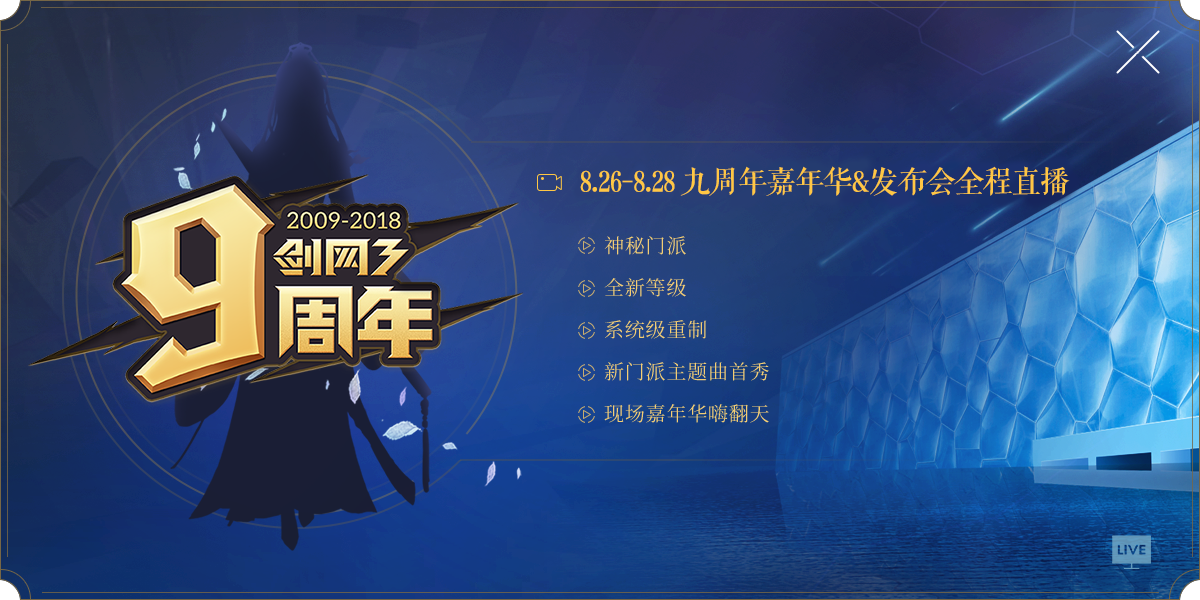 9
2009-2018
剑网3
周年
8.26-8.28 九周年嘉年华&发布会全程直播
神秘门派
全新等级
系统级重制
新门派主题曲首秀
现场嘉年华嗨翻天
LIVE